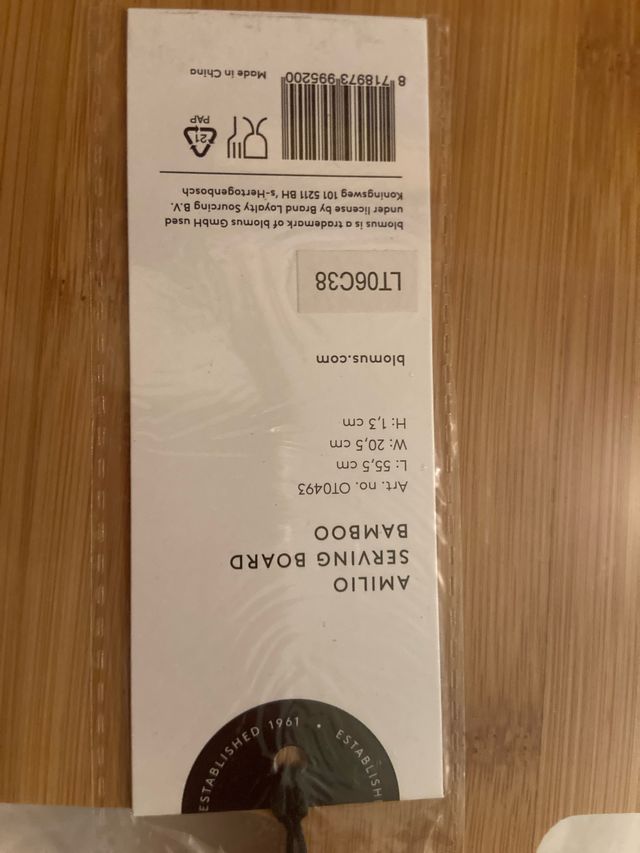 ESTABLISHED 1961 • ESTABLISH
AMILIO
SERVING BOARD
BAMBOO
Art. no. OT0493
L: 55,5 cm
W: 20,5 cm
H: 1,3 cm
blomus.com
LT06C38
blomus is a trademark of blomus GmbH used
under license by Brand Loyalty Sourcing B.V.
Koningsweg 101 5211 BH 's-Hertogenbosch
21
PAP
8 718973 995200
Made in China